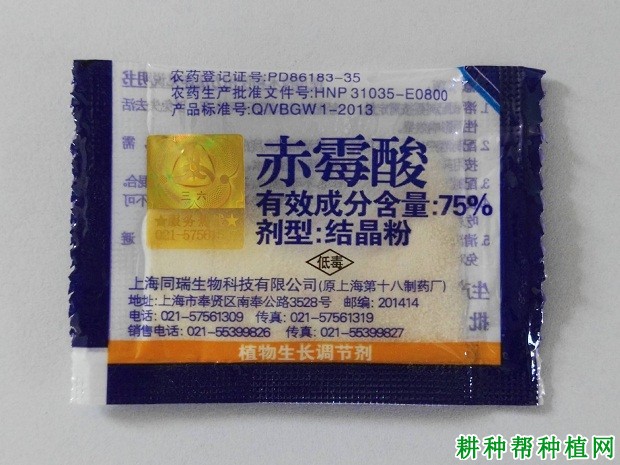 农药登记证号:PD86183-35
农药生产批准文件号:HNP 31035-E0800
产品标准号:Q/VBGW 1-2013
赤霉酸
有效成分含量:75%
剂型:结晶粉
三六
021-5756
低毒
上海同瑞生物科技有限公司(原上海第十八制药厂)
地址:上海市奉贤区南奉公路3528号 邮编:201414
电话:021-57561309 传真:021-57561319
销售电话:021-55399826 传真:021-55399827
植物生长调节剂
耕种帮种植网